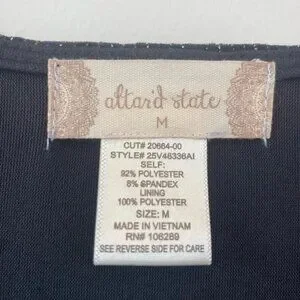 altar'd state
M
CUT# 20664-00
STYLE# 25V46336AI
SELF:
92% POLYESTER
8% SPANDEX
LINING
100% POLYESTER
SIZE: M
MADE IN VIETNAM
RN# 106289
SEE REVERSE SIDE FOR CARE